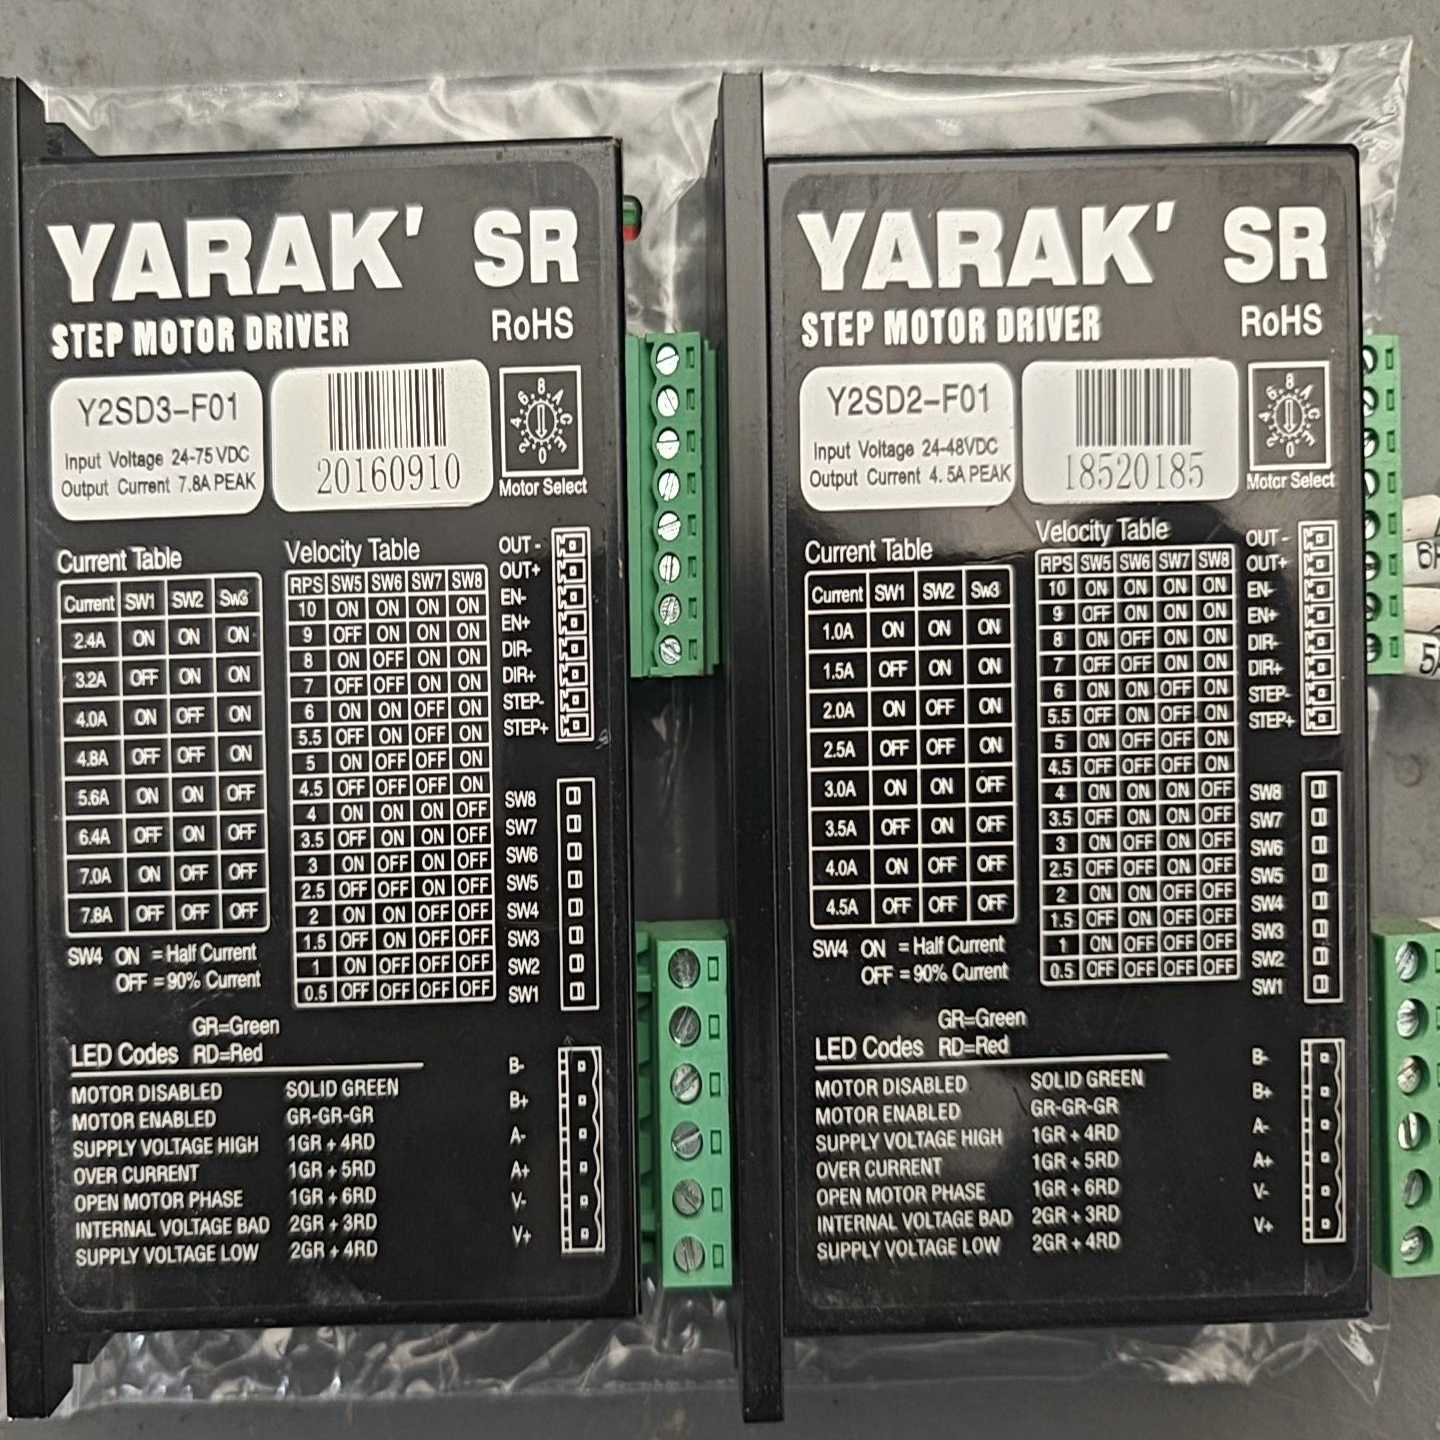 YARAK' SR
STEP MOTOR DRIVER RoHS
Y2SD3-F01
Input Voltage 24-75 VDC
Output Current 7.8A PEAK
20160910
8 A C E 0 2 4 6
Motor Select
Current Table
Current SW1 SW2 Sw3
2.4A ON ON ON
3.2A OFF ON ON
4.0A ON OFF ON
4.8A OFF OFF ON
5.6A ON ON OFF
6.4A OFF ON OFF
7.0A ON OFF OFF
7.8A OFF OFF OFF
SW4 ON =Half Current
OFF =90% Current
Velocity Table
RPS SW5 SW6 SW7 SW8
10 ON ON ON ON
9 OFF ON ON ON
8 ON OFF ON ON
7 OFF OFF ON ON
6 ON ON OFF ON
5.5 OFF ON OFF ON
5 ON OFF OFF ON
4.5 OFF OFF OFF ON
4 ON ON ON OFF
3.5 OFF ON ON OFF
3 ON OFF ON OFF
2.5 OFF OFF ON OFF
2 ON ON OFF OFF
1.5 OFF ON OFF OFF
1 ON OFF OFF OFF
0.5 OFF OFF OFF OFF
OUT -
OUT+
EN-
EN+
DIR-
DIR+
STEP-
STEP+
SW8
SW7
SW6
SW5
SW4
SW3
SW2
SW1
B-
B+
A-
A+
V-
V+
GR=Green
LED Codes RD=Red
MOTOR DISABLED SOLID GREEN
MOTOR ENABLED GR-GR-GR
SUPPLY VOLTAGE HIGH 1GR + 4RD
OVER CURRENT 1GR + 5RD
OPEN MOTOR PHASE 1GR + 6RD
INTERNAL VOLTAGE BAD 2GR + 3RD
SUPPLY VOLTAGE LOW 2GR + 4RD
YARAK' SR
STEP MOTOR DRIVER RoHS
Y2SD2-F01
Input Voltage 24-48VDC
Output Current 4. 5A PEAK
18520185
8 A C E 0 2 4 6
Motor Select
Current Table
Current SW1 SW2 Sw3
1.0A ON ON ON
1.5A OFF ON ON
2.0A ON OFF ON
2.5A OFF OFF ON
3.0A ON ON OFF
3.5A OFF ON OFF
4.0A ON OFF OFF
4.5A OFF OFF OFF
SW4 ON =Half Current
OFF =90% Current
Velocity Table
RPS SW5 SW6 SW7 SW8
10 ON ON ON ON
9 OFF ON ON ON
8 ON OFF ON ON
7 OFF OFF ON ON
6 ON ON OFF ON
5.5 OFF ON OFF ON
5 ON OFF OFF ON
4.5 OFF OFF OFF ON
4 ON ON ON OFF
3.5 OFF ON ON OFF
3 ON OFF ON OFF
2.5 OFF OFF ON OFF
2 ON ON OFF OFF
1.5 OFF ON OFF OFF
1 ON OFF OFF OFF
0.5 OFF OFF OFF OFF
OUT -
OUT+
EN-
EN+
DIR-
DIR+
STEP-
STEP+
SW8
SW7
SW6
SW5
SW4
SW3
SW2
SW1
B-
B+
A-
A+
V-
V+
GR=Green
LED Codes RD=Red
MOTOR DISABLED SOLID GREEN
MOTOR ENABLED GR-GR-GR
SUPPLY VOLTAGE HIGH 1GR + 4RD
OVER CURRENT 1GR + 5RD
OPEN MOTOR PHASE 1GR + 6RD
INTERNAL VOLTAGE BAD 2GR + 3RD
SUPPLY VOLTAGE LOW 2GR + 4RD